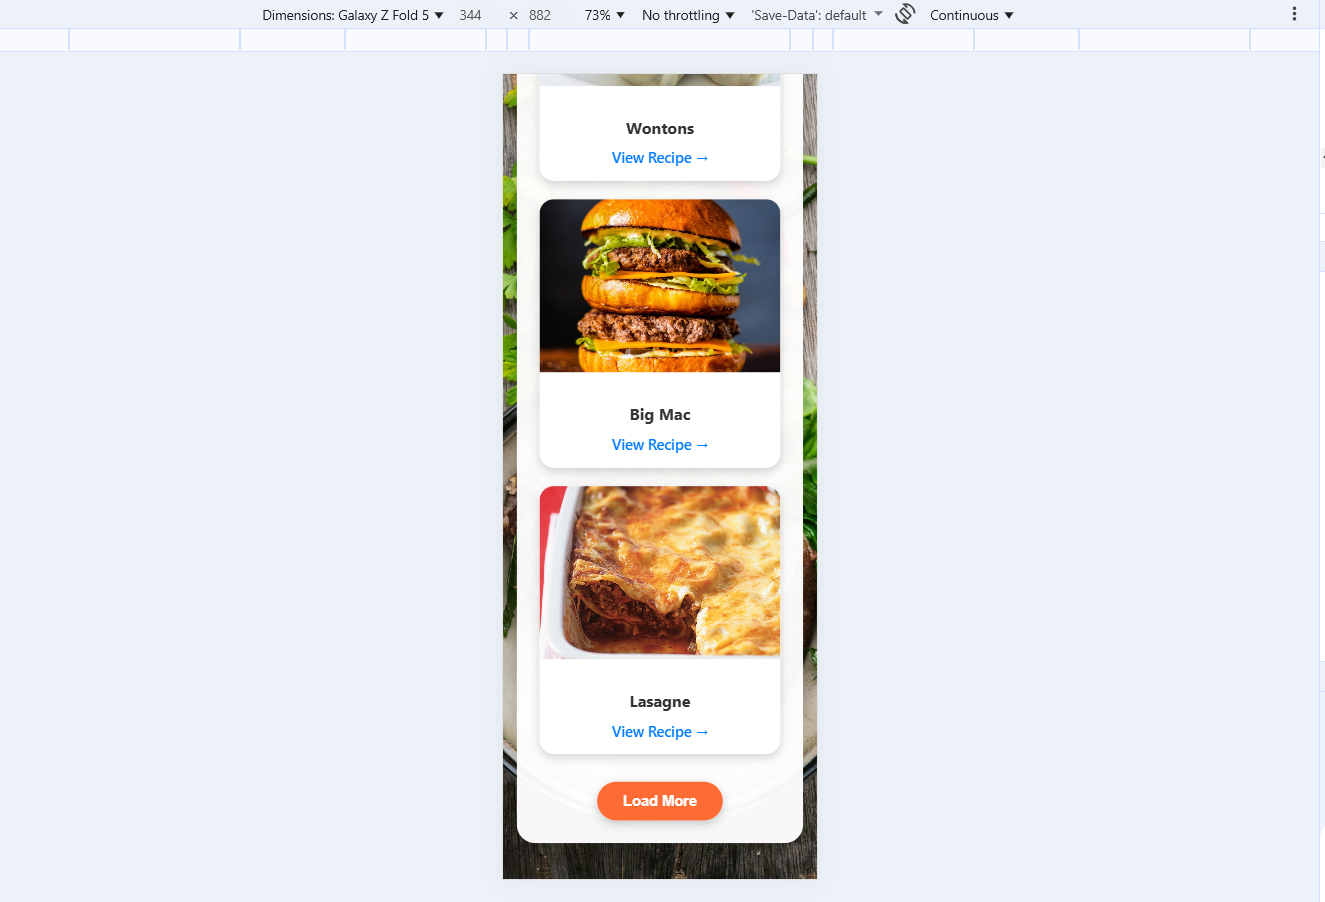 Dimensions: Galaxy Z Fold 5 ▼ 344 × 882 73% ▼ No throttling ▼ 'Save-Data': default Continuous ▼
Wontons
View Recipe →
Big Mac
View Recipe →
Lasagne
View Recipe →
Load More